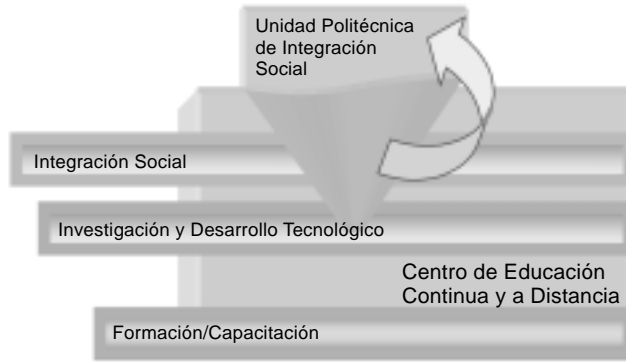 Unidad Politécnica
de Integración
Social
Integración Social
Investigación y Desarrollo Tecnológico
Centro de Educación
Continua y a Distancia
Formación/Capacitación